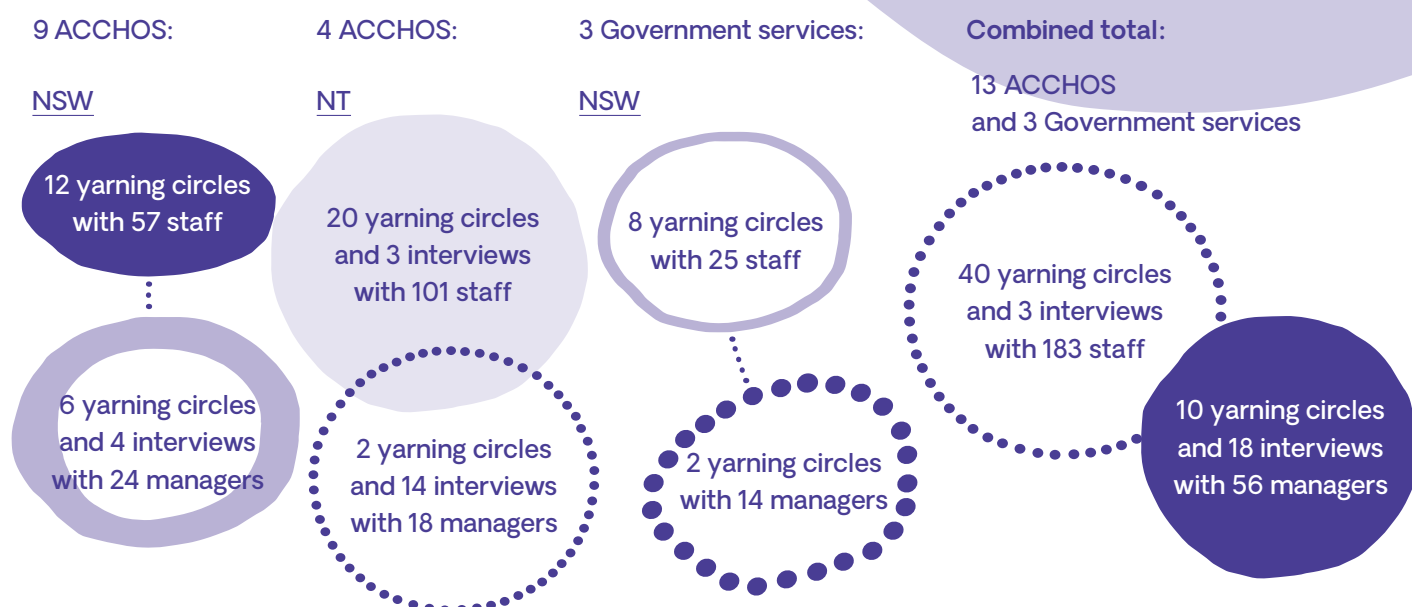 9 ACCHOS:
NSW
12 yarning circles
with 57 staff
6 yarning circles
and 4 interviews
with 24 managers
4 ACCHOS:
NT
20 yarning circles
and 3 interviews
with 101 staff
2 yarning circles
and 14 interviews
with 18 managers
3 Government services:
NSW
8 yarning circles
with 25 staff
2 yarning circles
with 14 managers
Combined total:
13 ACCHOS
and 3 Government services
40 yarning circles
and 3 interviews
with 183 staff
10 yarning circles
and 18 interviews
with 56 managers